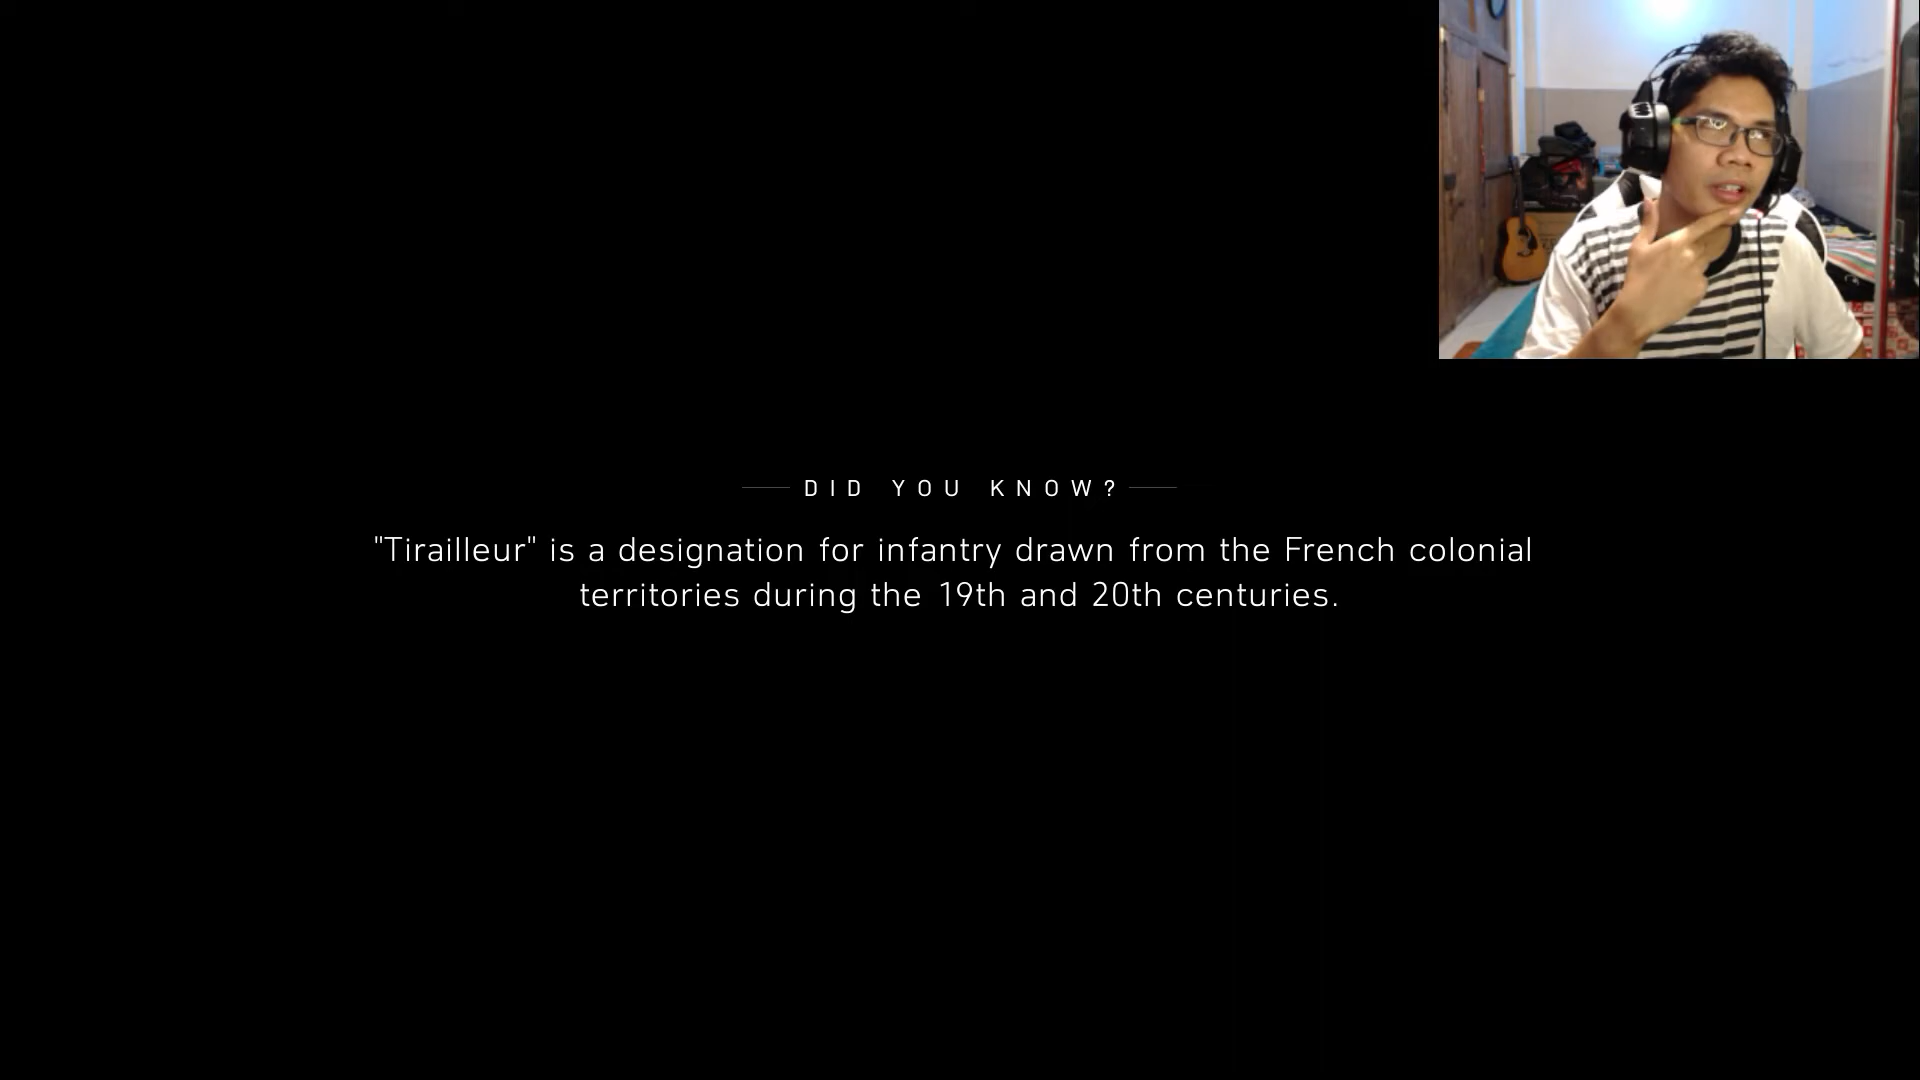 DID YOU KNOW?
"Tirailleur" is a designation for infantry drawn from the French colonial
territories during the 19th and 20th centuries.